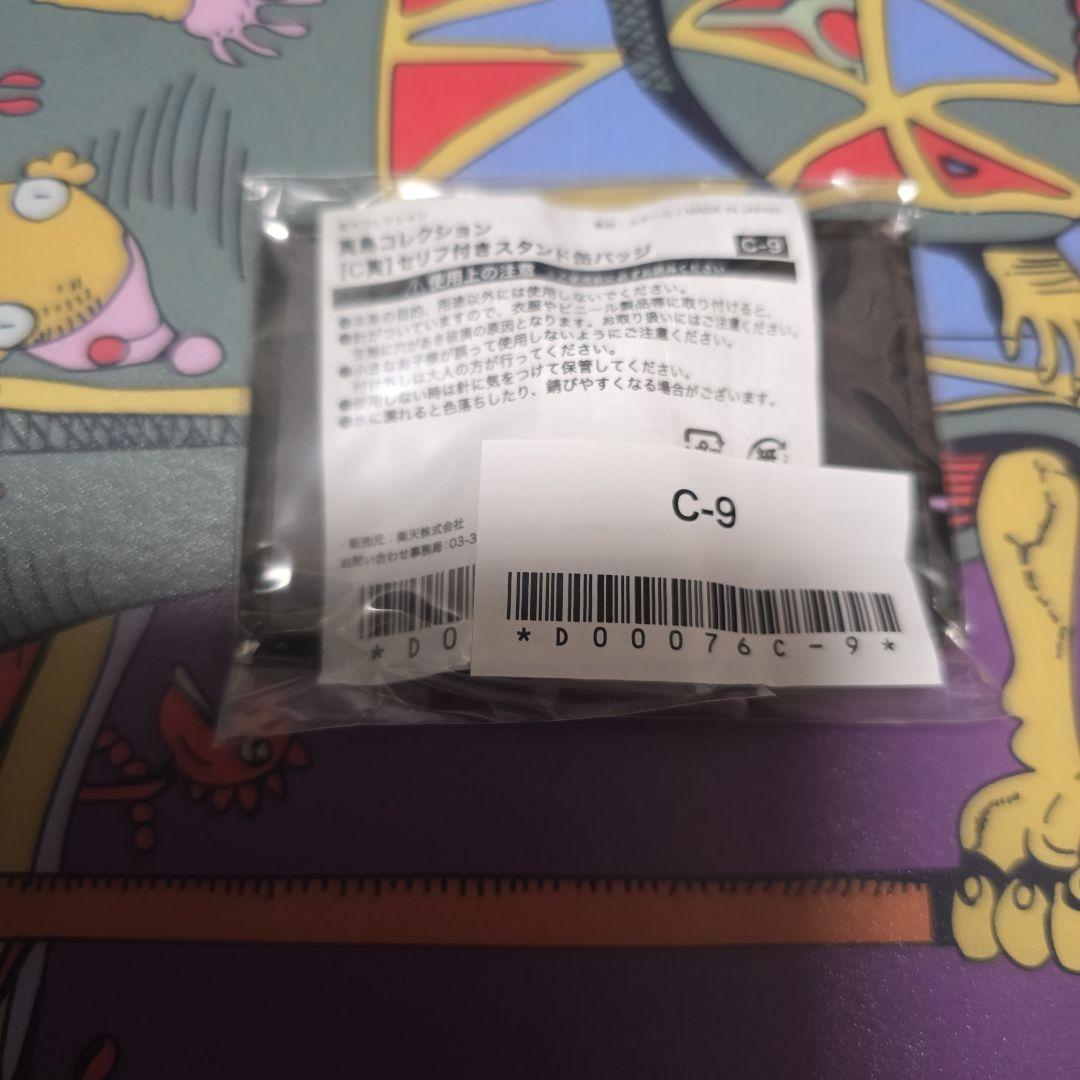 コレクション
MADE IN JAPAN
コレクション
[C賞]セリフ付きスタンド缶バッジ
C-9
使用上の注意
●本来の目的、用途以外には使用しないでください。
●針がついていますので、衣服やビニール製品等に取り付けると、
生地に穴があき破損の原因となります。お取り扱いにはご注意ください。
●小さなお子様が誤って使用しないようにご注意ください。
付け外しは大人の方が行ってください。
●使用しない時は針に気をつけて保管してください。
●水に濡れると色落ちしたり、錆びやすくなる場合がございます。
・販売元：楽天株式会社
お問い合わせ事務局：03-3
* D 0
C-9
* D 0 0 0 7 6 C - 9 *